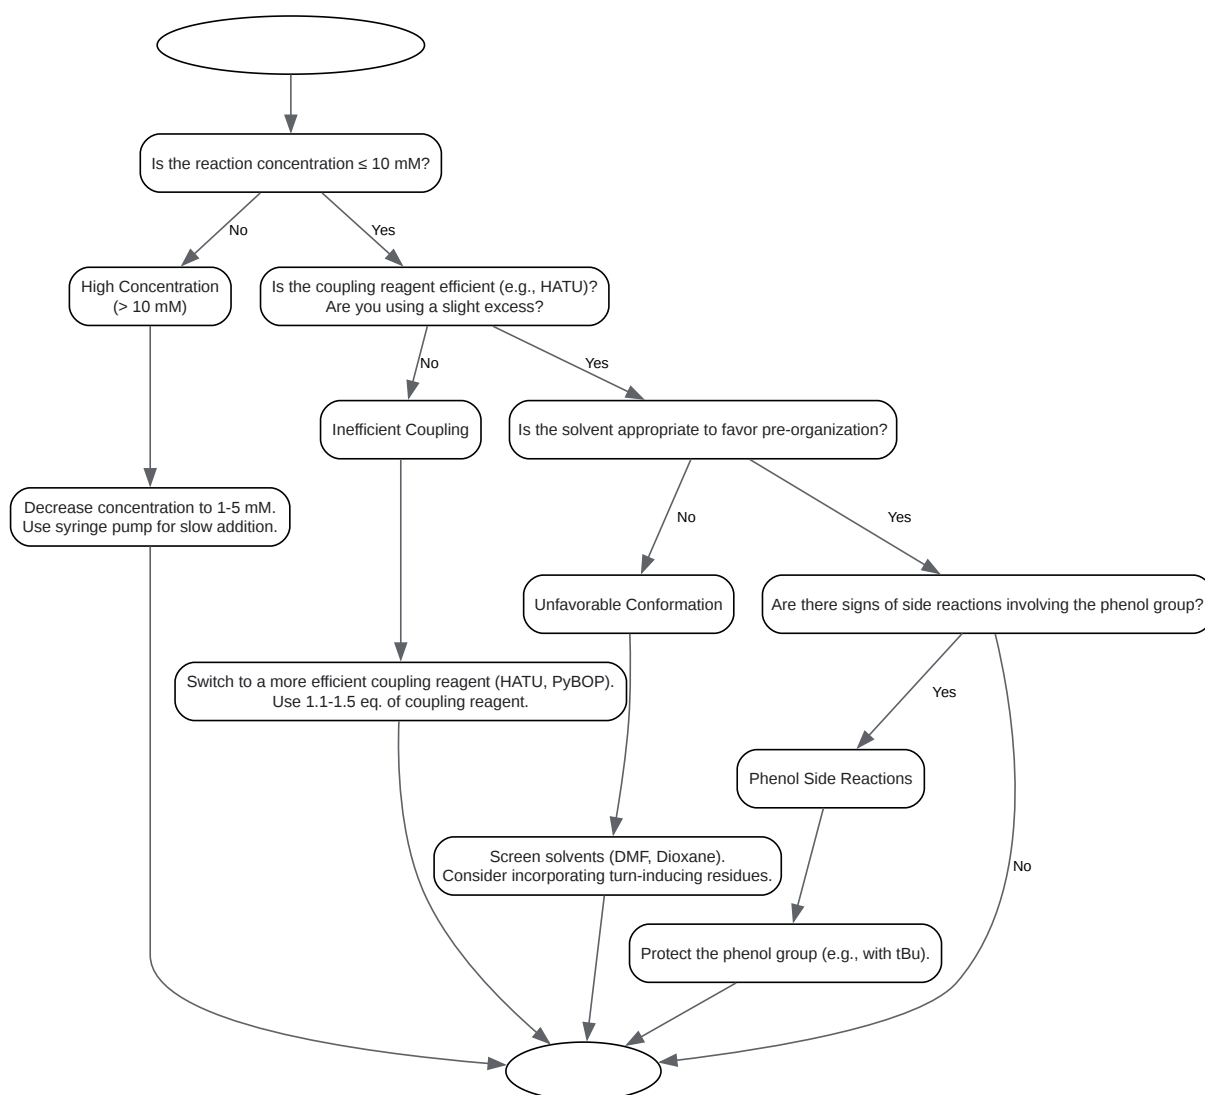 Is the reaction concentration ≤ 10 mM?
No
Yes
High Concentration
(> 10 mM)
Is the coupling reagent efficient (e.g., HATU)?
Are you using a slight excess?
No
Yes
Inefficient Coupling
Is the solvent appropriate to favor pre-organization?
Decrease concentration to 1-5 mM.
Use syringe pump for slow addition.
No
Yes
Unfavorable Conformation
Are there signs of side reactions involving the phenol group?
Switch to a more efficient coupling reagent (HATU, PyBOP).
Use 1.1-1.5 eq. of coupling reagent.
Yes
Phenol Side Reactions
Screen solvents (DMF, Dioxane).
Consider incorporating turn-inducing residues.
No
Protect the phenol group (e.g., with tBu).